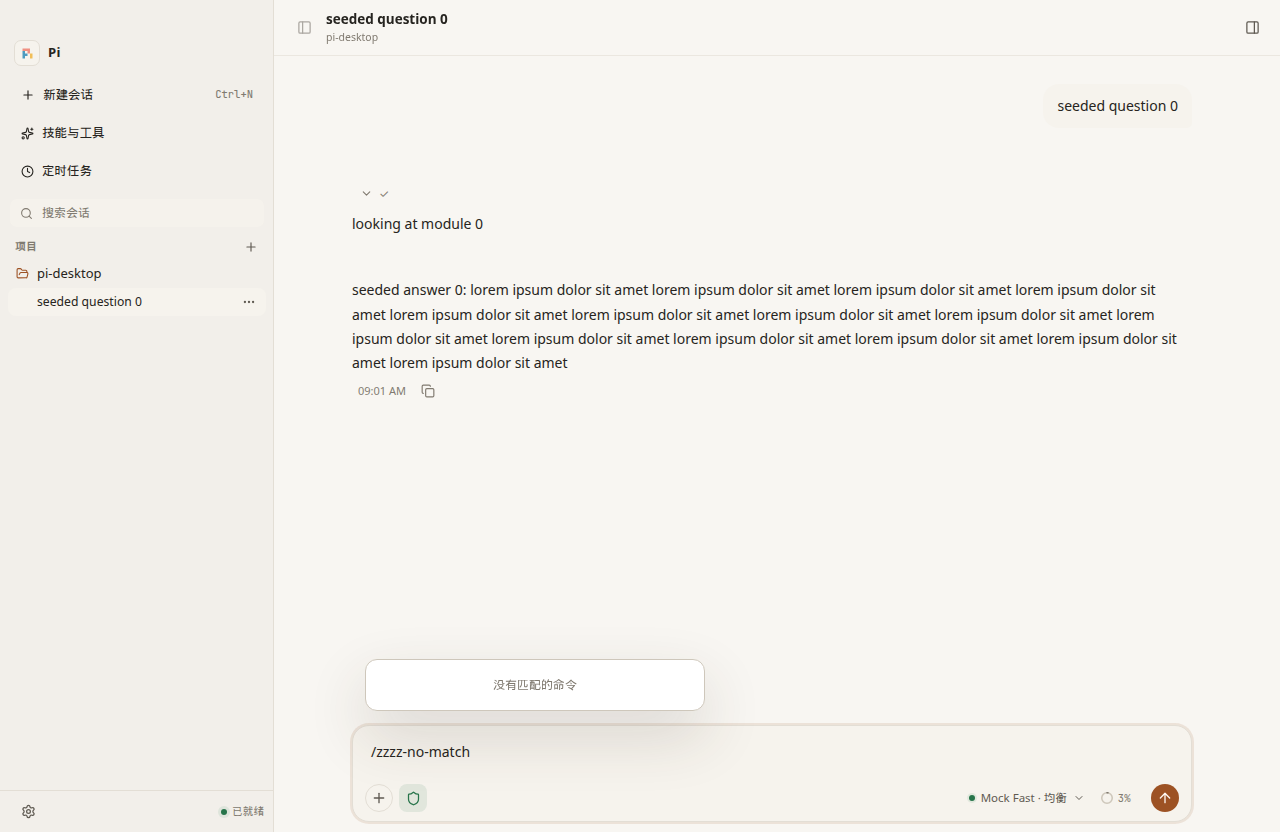 Pi
新建会话 Ctrl+N
技能与工具
定时任务
搜索会话
项目
pi-desktop
seeded question 0
已就绪
seeded question 0
pi-desktop
seeded question 0
looking at module 0
seeded answer 0: lorem ipsum dolor sit amet lorem ipsum dolor sit amet lorem ipsum dolor sit amet lorem ipsum dolor sit
amet lorem ipsum dolor sit amet lorem ipsum dolor sit amet lorem ipsum dolor sit amet lorem ipsum dolor sit amet lorem
ipsum dolor sit amet lorem ipsum dolor sit amet lorem ipsum dolor sit amet lorem ipsum dolor sit amet lorem ipsum dolor sit
amet lorem ipsum dolor sit amet
09:01 AM
没有匹配的命令
/zzzz-no-match
Mock Fast · 均衡 3%